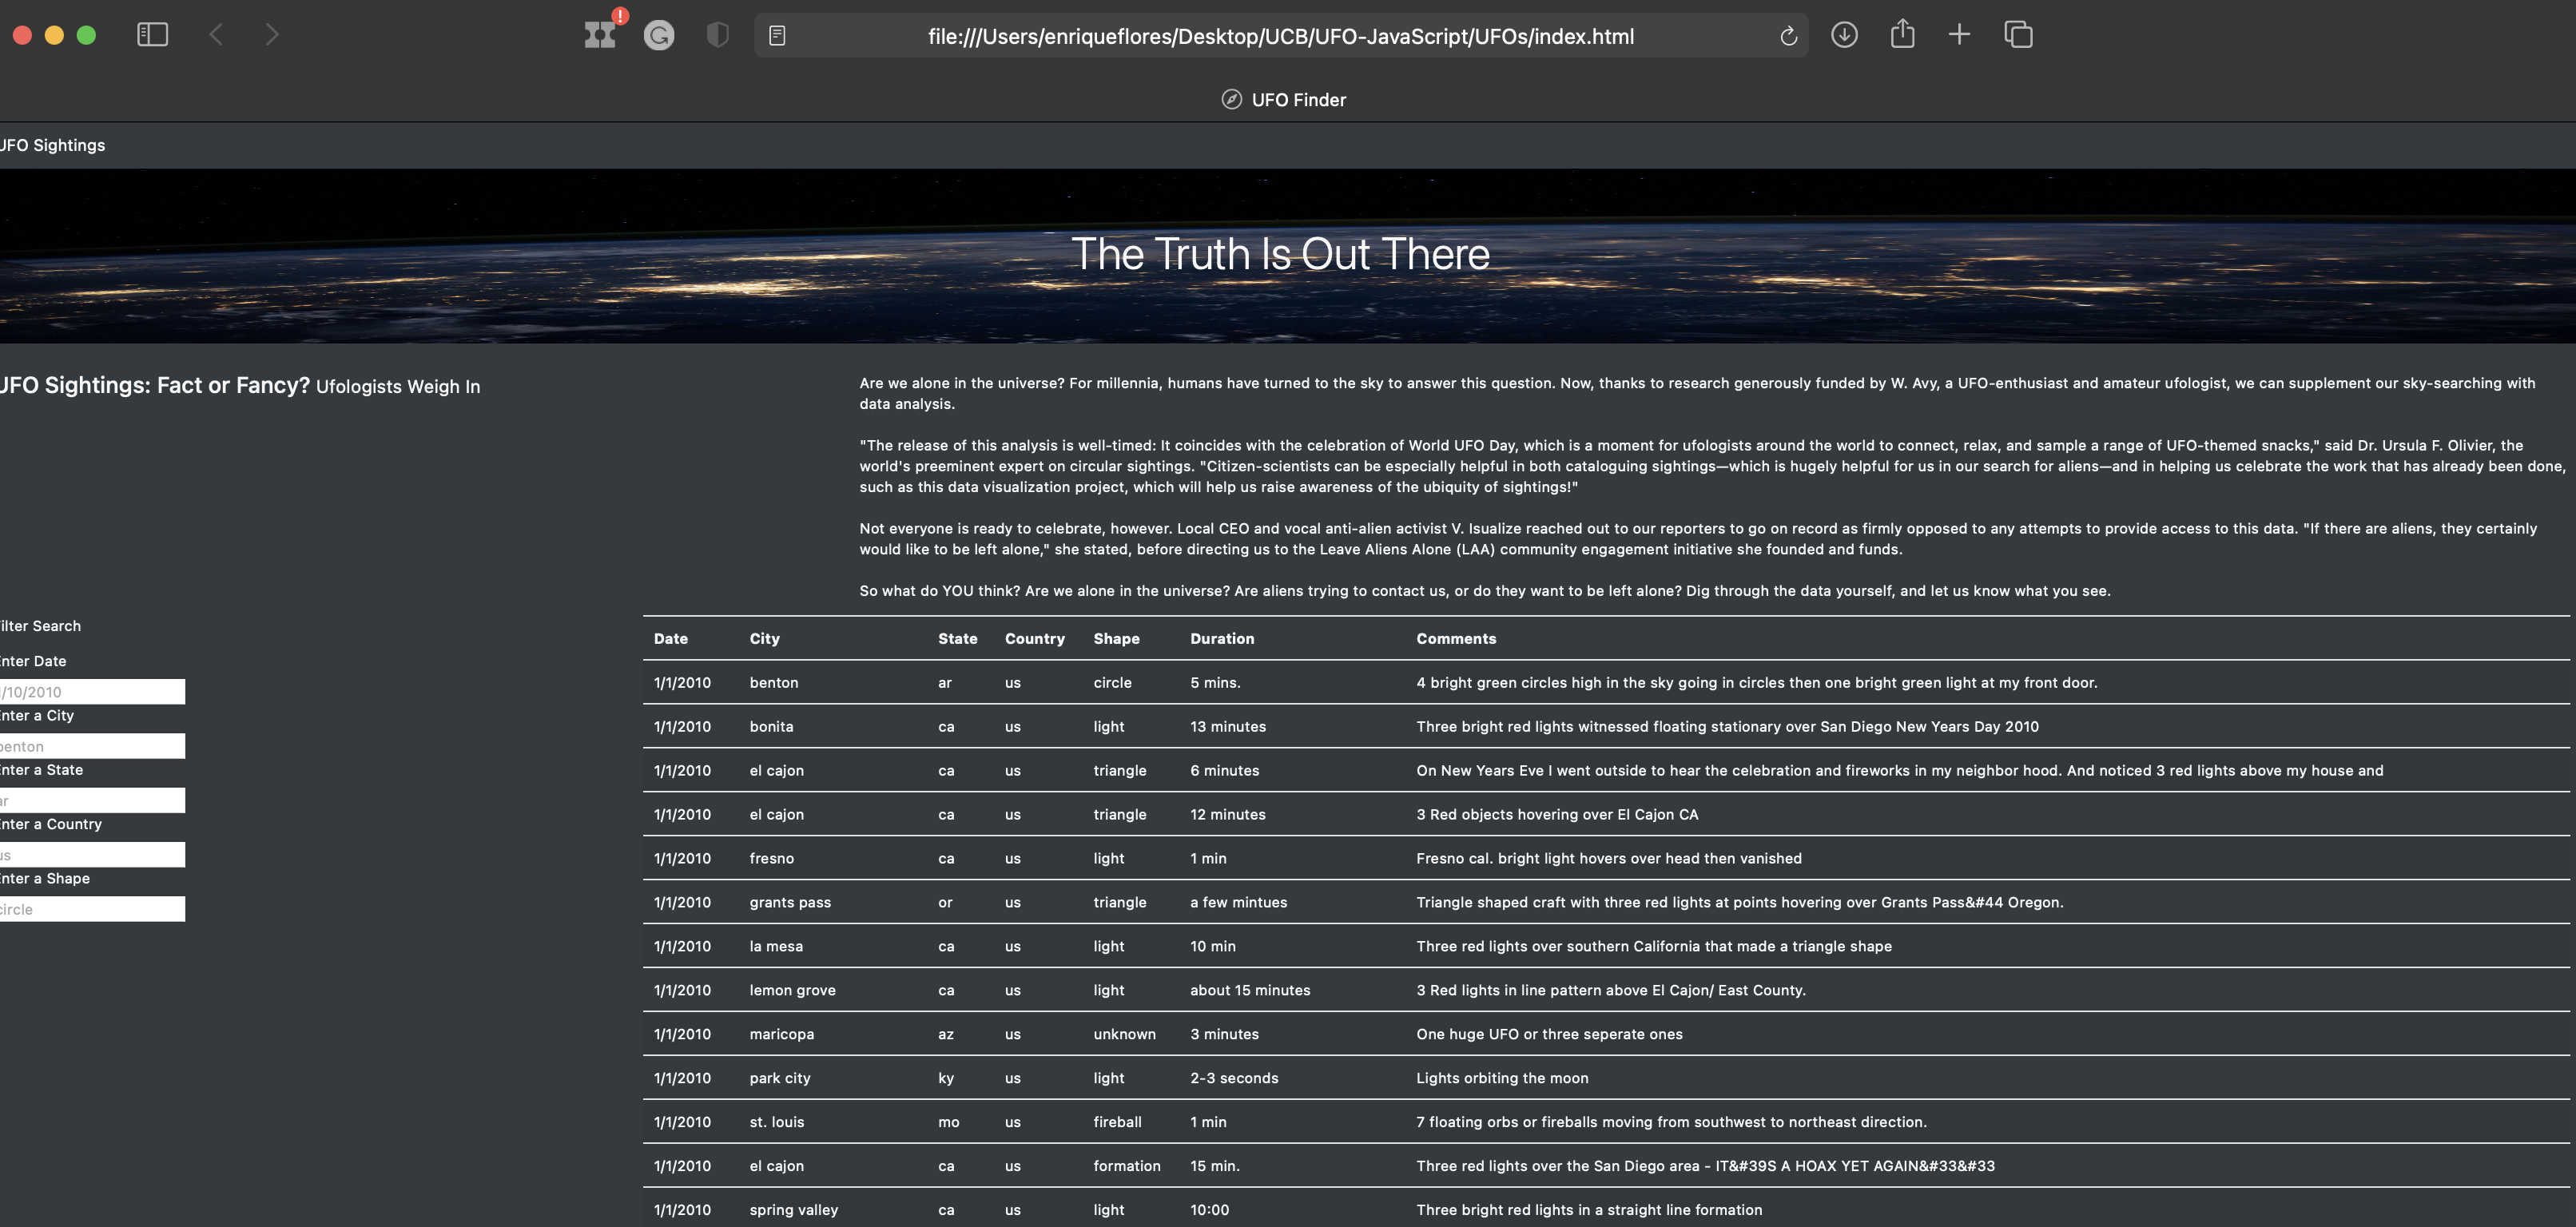 file:///Users/enriqueflores/Desktop/UCB/UFO-JavaScript/UFOs/index.html
UFO Finder
UFO Sightings
The Truth Is Out There
UFO Sightings: Fact or Fancy? Ufologists Weigh In
Are we alone in the universe? For millennia, humans have turned to the sky to answer this question. Now, thanks to research generously funded by W. Avy, a UFO-enthusiast and amateur ufologist, we can supplement our sky-searching with
data analysis.
"The release of this analysis is well-timed: It coincides with the celebration of World UFO Day, which is a moment for ufologists around the world to connect, relax, and sample a range of UFO-themed snacks," said Dr. Ursula F. Olivier, the
world's preeminent expert on circular sightings. "Citizen-scientists can be especially helpful in both cataloguing sightings—which is hugely helpful for us in our search for aliens—and in helping us celebrate the work that has already been done,
such as this data visualization project, which will help us raise awareness of the ubiquity of sightings!"
Not everyone is ready to celebrate, however. Local CEO and vocal anti-alien activist V. Isualize reached out to our reporters to go on record as firmly opposed to any attempts to provide access to this data. "If there are aliens, they certainly
would like to be left alone," she stated, before directing us to the Leave Aliens Alone (LAA) community engagement initiative she founded and funds.
So what do YOU think? Are we alone in the universe? Are aliens trying to contact us, or do they want to be left alone? Dig through the data yourself, and let us know what you see.
ilter Search
Enter Date
/10/2010
Enter a City
benton
Enter a State
ar
Enter a Country
us
Enter a Shape
circle
Date City State Country Shape Duration Comments
1/1/2010 benton ar us circle 5 mins. 4 bright green circles high in the sky going in circles then one bright green light at my front door.
1/1/2010 bonita ca us light 13 minutes Three bright red lights witnessed floating stationary over San Diego New Years Day 2010
1/1/2010 el cajon ca us triangle 6 minutes On New Years Eve I went outside to hear the celebration and fireworks in my neighbor hood. And noticed 3 red lights above my house and
1/1/2010 el cajon ca us triangle 12 minutes 3 Red objects hovering over El Cajon CA
1/1/2010 fresno ca us light 1 min Fresno cal. bright light hovers over head then vanished
1/1/2010 grants pass or us triangle a few mintues Triangle shaped craft with three red lights at points hovering over Grants Pass&#44 Oregon.
1/1/2010 la mesa ca us light 10 min Three red lights over southern California that made a triangle shape
1/1/2010 lemon grove ca us light about 15 minutes 3 Red lights in line pattern above El Cajon/ East County.
1/1/2010 maricopa az us unknown 3 minutes One huge UFO or three seperate ones
1/1/2010 park city ky us light 2-3 seconds Lights orbiting the moon
1/1/2010 st. louis mo us fireball 1 min 7 floating orbs or fireballs moving from southwest to northeast direction.
1/1/2010 el cajon ca us formation 15 min. Three red lights over the San Diego area - IT&#39S A HOAX YET AGAIN&#33&#33
1/1/2010 spring valley ca us light 10:00 Three bright red lights in a straight line formation